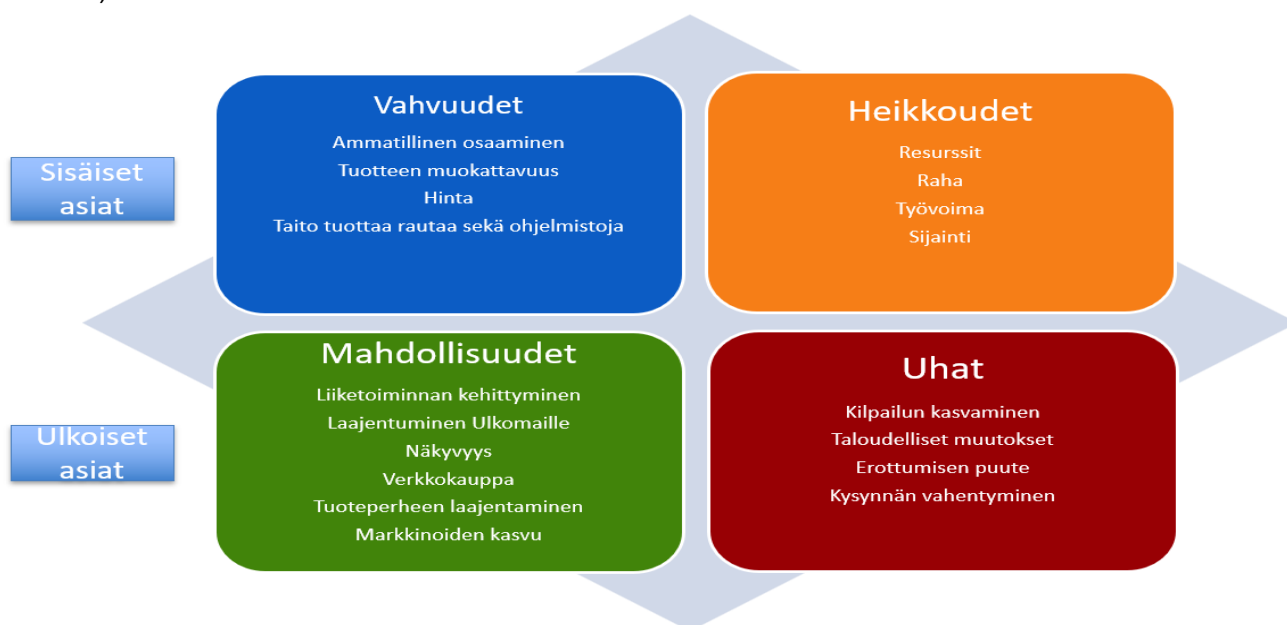 Sisäiset
asiat
Vahvuudet
Ammatillinen osaaminen
Tuotteen muokattavuus
Hinta
Taito tuottaa rautaa sekä ohjelmistoja
Heikkoudet
Resurssit
Raha
Työvoima
Sijainti
Ulkoiset
asiat
Mahdollisuudet
Liiketoiminnan kehittyminen
Laajentuminen Ulkomaille
Näkyvyys
Verkkokauppa
Tuoteperheen laajentaminen
Markkinoiden kasvu
Uhat
Kilpailun kasvaminen
Taloudelliset muutokset
Erottumisen puute
Kysynnän vahentyminen